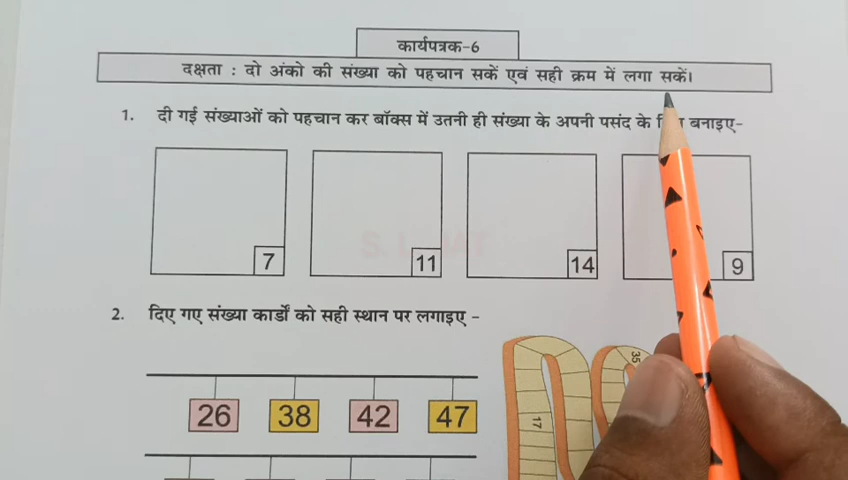 कार्यपत्रक-6
दक्षता : दो अंको की संख्या को पहचान सकें एवं सही क्रम में लगा सकें।
1. दी गई संख्याओं को पहचान कर बॉक्स में उतनी ही संख्या के अपनी पसंद के बनाइए-
7 11 14 9
2. दिए गए संख्या कार्डों को सही स्थान पर लगाइए -
35
26 38 42 47
17